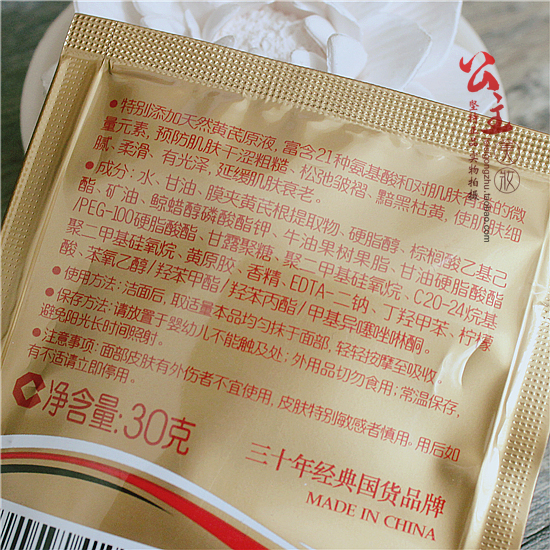 ●特别添加天然黄芪原液,富含21种氨基酸和对肌肤有益的微
量元素,预防肌肤干涩粗糙、松弛皱褶、黯黑枯黄,使肌肤细
腻、柔滑、有光泽,延缓肌肤衰老。
●成分:水、甘油、膜夹黄芪根提取物、硬脂醇、棕榈酸乙基己
酯、矿油、鲸蜡醇磷酸酯钾、牛油果树果脂、甘油硬脂酸酯
/PEG-100硬脂酸酯、甘露聚糖、聚二甲基硅氧烷、C20-24烷基
聚二甲基硅氧烷、黄原胶、香精、EDTA-二钠、丁羟甲苯、柠檬
酸、苯氧乙醇/羟苯甲酯/羟苯丙酯/甲基异噻唑啉酮。
●使用方法:洁面后,取适量本品均匀抹于面部,轻轻按摩至吸收。
●保存方法:请放置于婴幼儿不能触及处;外用品切勿食用;常温保存,
避免阳光长时间照射。
●注意事项:面部皮肤有外伤者不宜使用,皮肤特别敏感者慎用。用后如
有不适请立即停用。
净含量:30克
三十年经典国货品牌
MADE IN CHINA
公主美妆